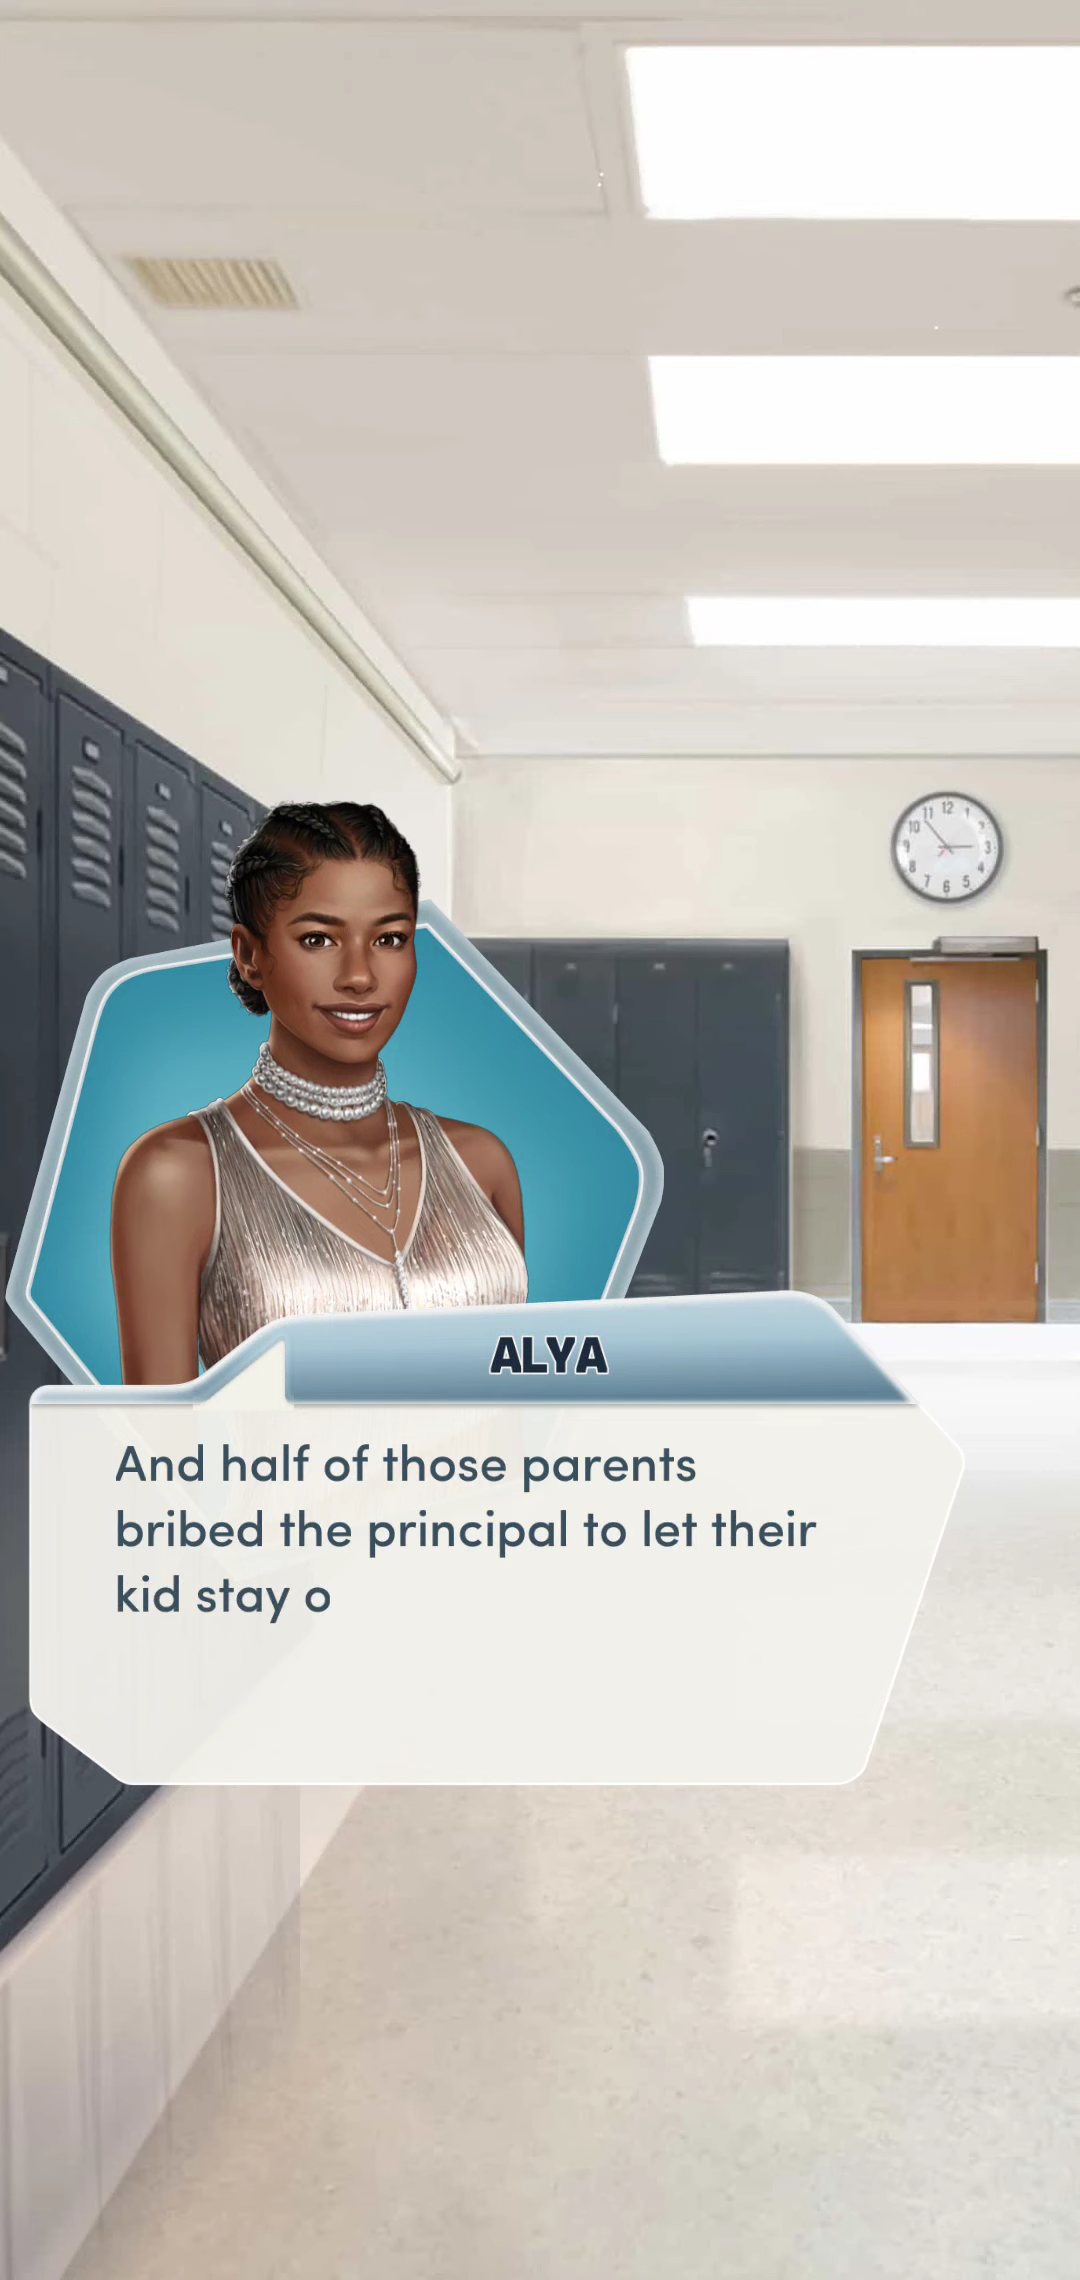 ALYA
And half of those parents
bribed the principal to let their
kid stay o